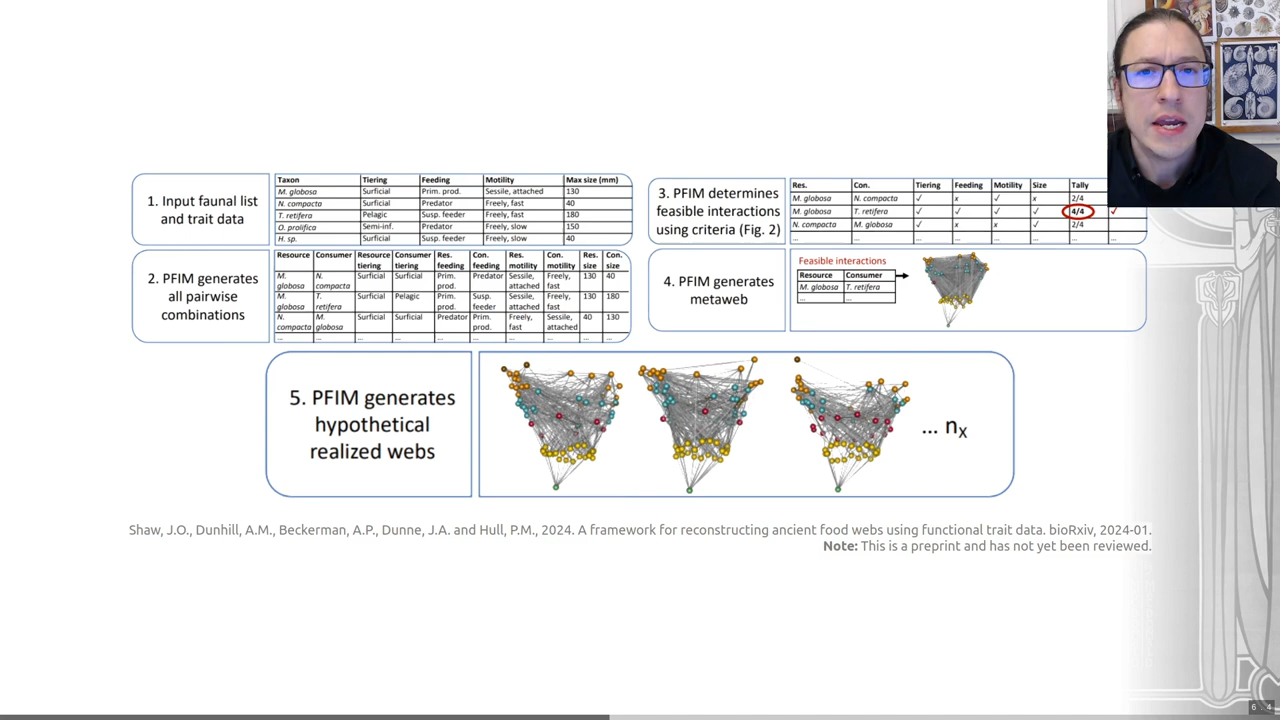 1. Input faunal list
and trait data
Taxon Tiering Feeding Motility Max size (mm)
M. globosa Surficial Prim. prod. Sessile, attached 130
N. compacta Surficial Predator Freely, fast 40
T. retifera Pelagic Susp. feeder Freely, fast 180
O. prolifica Semi-inf. Predator Freely, slow 150
H. sp. Surficial Susp. feeder Freely, slow 40
2. PFIM generates
all pairwise
combinations
Resource Consumer Resource Consumer Res. Con. Res. Con. Res. Con.
tiering tiering feeding feeding motility motility size size
M. N. Surficial Surficial Prim. Predator Sessile, Freely, 130 40
globosa compacta prod. attached fast
M. T. Surficial Pelagic Prim. Susp. Sessile, Freely, 130 180
globosa retifera prod. feeder attached fast
N. M. Surficial Surficial Predator Prim. Freely, Sessile, 40 130
compacta globosa prod. fast attached
... ... ... ... ... ... ... ... ... ...
3. PFIM determines
feasible interactions
using criteria (Fig. 2)
Res. Con. Tiering Feeding Motility Size Tally
M. globosa N. compacta ✓ x ✓ x 2/4
M. globosa T. retifera ✓ ✓ ✓ ✓ 4/4 ✓
N. compacta M. globosa ✓ x x ✓ 2/4
... ... ... ... ... ... ... ...
4. PFIM generates
metaweb
Feasible interactions
Resource Consumer
M. globosa T. retifera
... ...
5. PFIM generates
hypothetical
realized webs
... nX
Shaw, J.O., Dunhill, A.M., Beckerman, A.P., Dunne, J.A. and Hull, P.M., 2024. A framework for reconstructing ancient food webs using functional trait data. bioRxiv, 2024-01.
Note: This is a preprint and has not yet been reviewed.
6 . 4